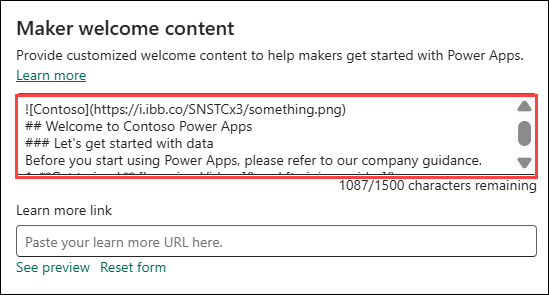 Maker welcome content
Provide customized welcome content to help makers get started with Power Apps.
Learn more
![Contoso](https://i.ibb.co/SNSTCx3/something.png)
## Welcome to Contoso Power Apps
### Let's get started with data
Before you start using Power Apps, please refer to our company guidance.
1087/1500 characters remaining
Learn more link
Paste your learn more URL here.
See preview Reset form